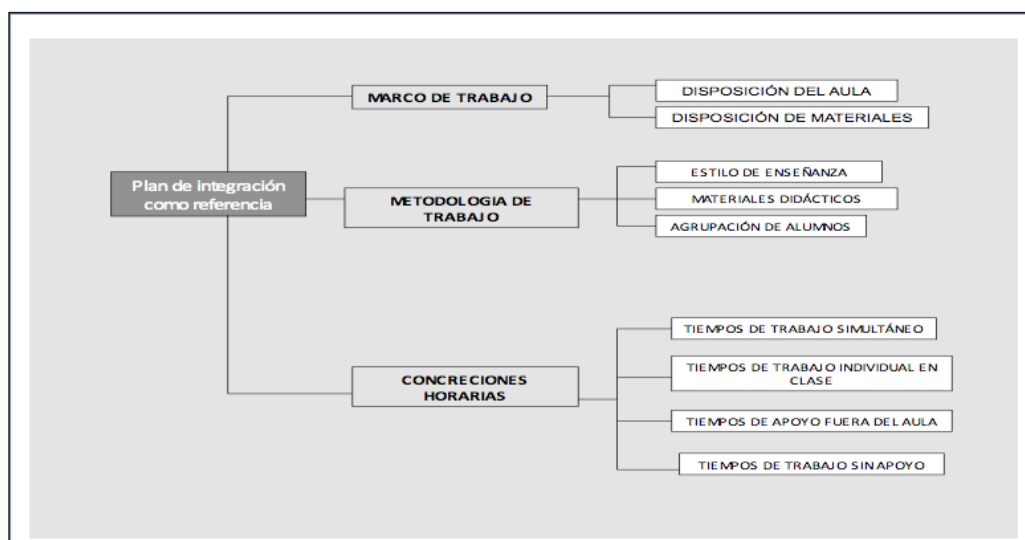 Plan de integración
como referencia
MARCO DE TRABAJO
DISPOSICIÓN DEL AULA
DISPOSICIÓN DE MATERIALES
METODOLOGIA DE
TRABAJO
ESTILO DE ENSEÑANZA
MATERIALES DIDÁCTICOS
AGRUPACIÓN DE ALUMNOS
CONCRECIONES
HORARIAS
TIEMPOS DE TRABAJO SIMULTÁNEO
TIEMPOS DE TRABAJO INDIVIDUAL EN
CLASE
TIEMPOS DE APOYO FUERA DEL AULA
TIEMPOS DE TRABAJO SIN APOYO